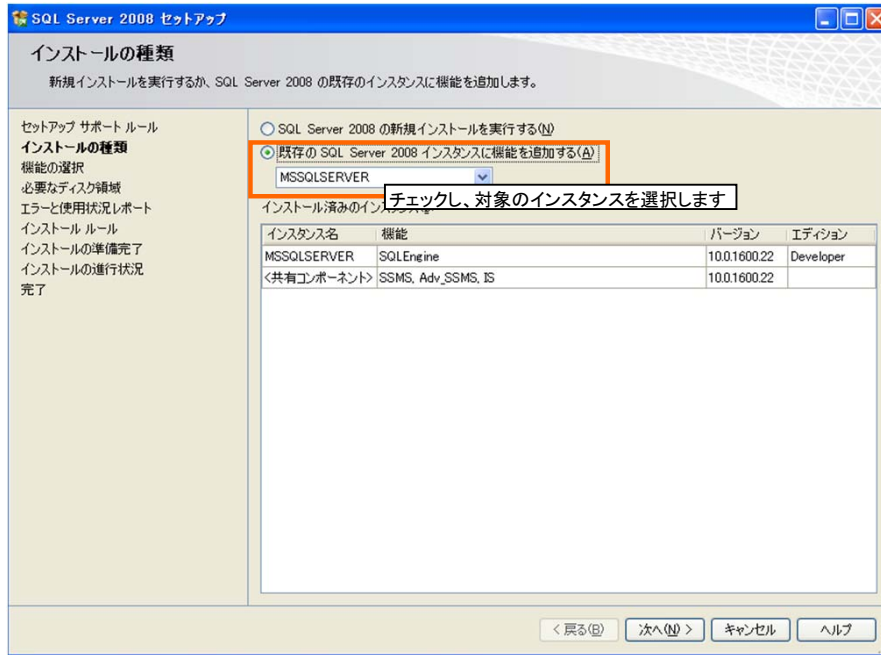 SQL Server 2008 セットアップ
インストールの種類
新規インストールを実行するか、SQL Server 2008 の既存のインスタンスに機能を追加します。
セットアップ サポート ルール
インストールの種類
機能の選択
必要なディスク領域
エラーと使用状況レポート
インストール ルール
インストールの準備完了
インストールの進行状況
完了
SQL Server 2008 の新規インストールを実行する(N)
既存の SQL Server 2008 インスタンスに機能を追加する(A)
MSSQLSERVER
チェックし、対象のインスタンスを選択します
インストール済みのイン
インスタンス名 機能 バージョン エディション
MSSQLSERVER SQLEngine 10.0.1600.22 Developer
<共有コンポーネント> SSMS, Adv_SSMS, IS 10.0.1600.22
< 戻る(B) 次へ(N) > キャンセル ヘルプ